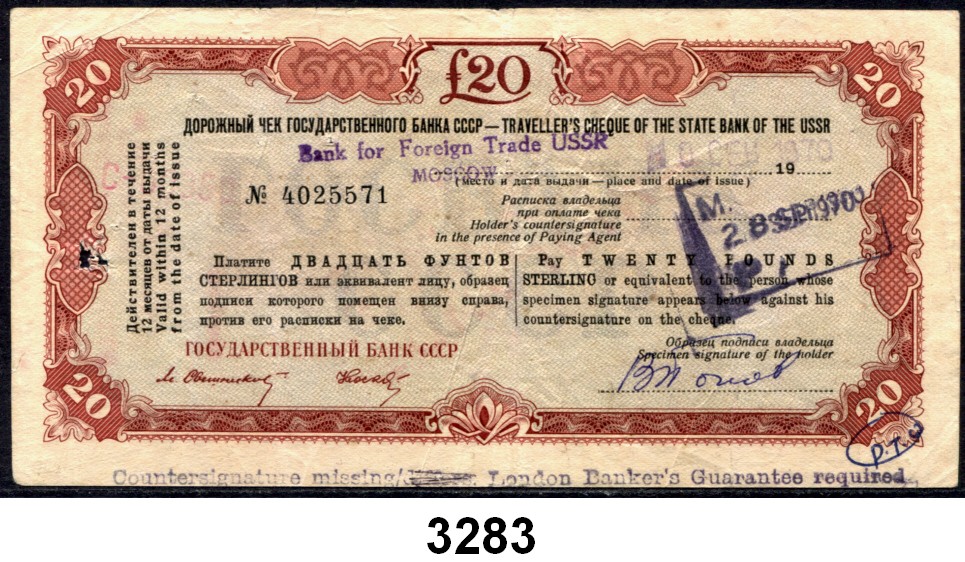 20 £20 20
ДОРОЖНЫЙ ЧЕК ГОСУДАРСТВЕННОГО БАНКА СССР — TRAVELLER'S CHEQUE OF THE STATE BANK OF THE USSR
Bank for Foreign Trade USSR
MOSCOW
1970
19
(место и дата выдачи — place and date of issue)
№ 4025571
Расписка владельца
при оплате чека
Holder's countersignature
in the presence of Paying Agent
M.
28 SEP 1970
Действителен в течение
12 месяцев от даты выдачи
Valid within 12 months
from the date of issue
Платите ДВАДЦАТЬ ФУНТОВ
СТЕРЛИНГОВ или эквивалент лицу, образец
подписи которого помещен внизу справа,
против его расписки на чеке.
Pay TWENTY POUNDS
STERLING or equivalent to the person whose
specimen signature appears below against his
countersignature on the cheque.
ГОСУДАРСТВЕННЫЙ БАНК СССР
Образец подписи владельца
Specimen signature of the holder
20 20
P.T.O
Countersignature missing/ London Banker's Guarantee required
3283